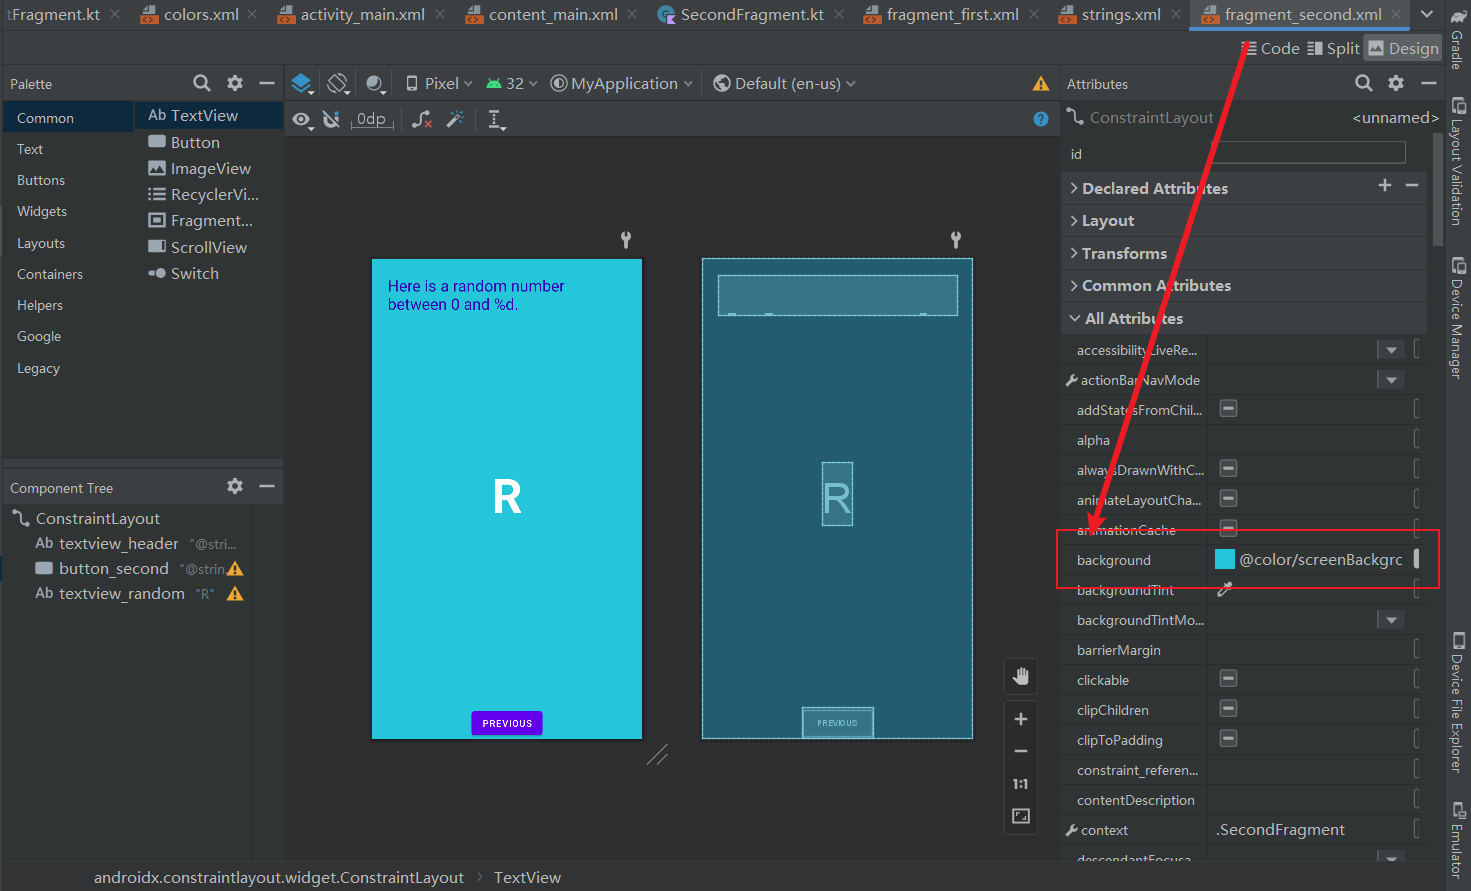 tFragment.kt colors.xml activity_main.xml content_main.xml SecondFragment.kt fragment_first.xml strings.xml fragment_second.xml
Code Split Design
Palette
Pixel 32 MyApplication Default (en-us)
Attributes
0dp
Common
Text
Buttons
Widgets
Layouts
Containers
Helpers
Google
Legacy
Ab TextView
Button
ImageView
RecyclerVi...
Fragment...
ScrollView
Switch
Component Tree
ConstraintLayout
Ab textview_header "@stri...
button_second "@strin
Ab textview_random "R"
Here is a random number
between 0 and %d.
R
PREVIOUS
R
PREVIOUS
1:1
ConstraintLayout <unnamed>
id
Declared Attributes
Layout
Transforms
Common Attributes
All Attributes
accessibilityLiveRe...
actionBarNavMode
addStatesFromChil...
alpha
alwaysDrawnWithC...
animateLayoutCha...
animationCache
background @color/screenBackgrc
backgroundTint
backgroundTintMo...
barrierMargin
clickable
clipChildren
clipToPadding
constraint_referen...
contentDescription
context .SecondFragment
descendantFocusa
Gradle
Layout Validation
Device Manager
Device File Explorer
Emulator
androidx.constraintlayout.widget.ConstraintLayout TextView